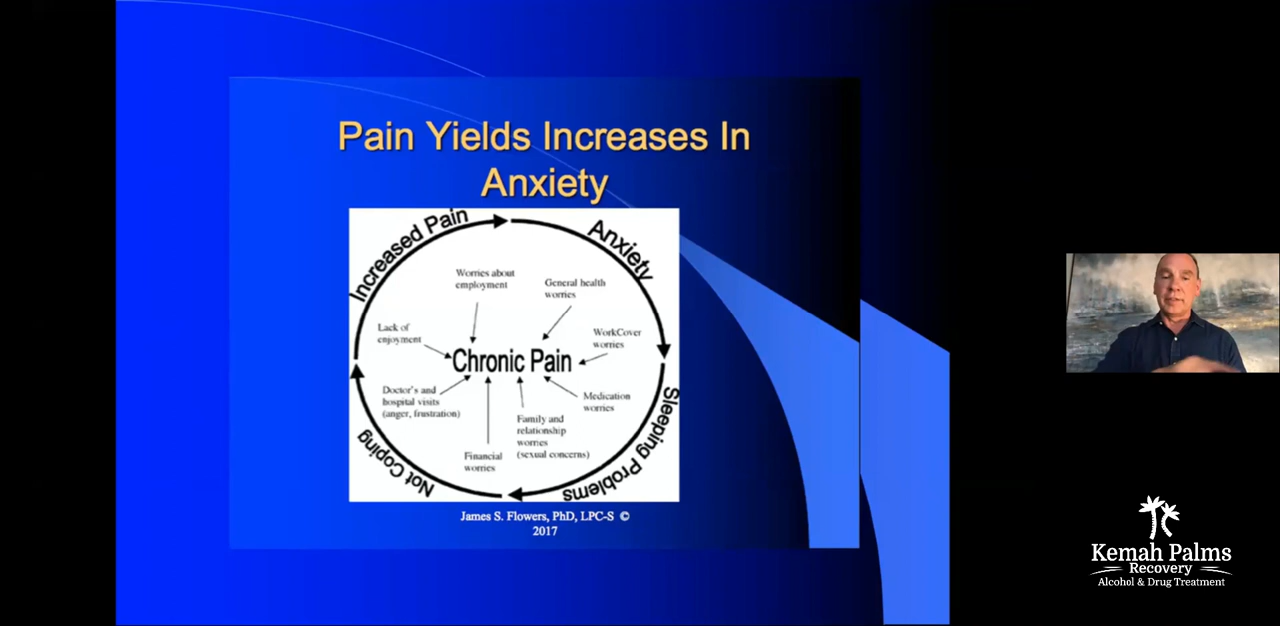 Pain Yields Increases In
Anxiety
Increased Pain
Anxiety
Sleeping Problems
Not Coping
Worries about
employment
General health
worries
Lack of
enjoyment
WorkCover
worries
Chronic Pain
Doctor's and
hospital visits
(anger, frustration)
Medication
worries
Family and
relationship
worries
(sexual concerns)
Financial
worries
James S. Flowers, PhD, LPC-S ©
2017
Kemah Palms
Recovery
Alcohol & Drug Treatment